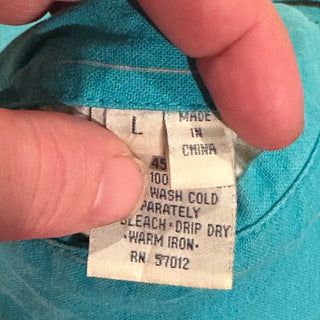 L
MADE
IN
CHINA
45
100
WASH COLD
PARATELY
BLEACH · DRIP DRY
· WARM IRON ·
RN 57012